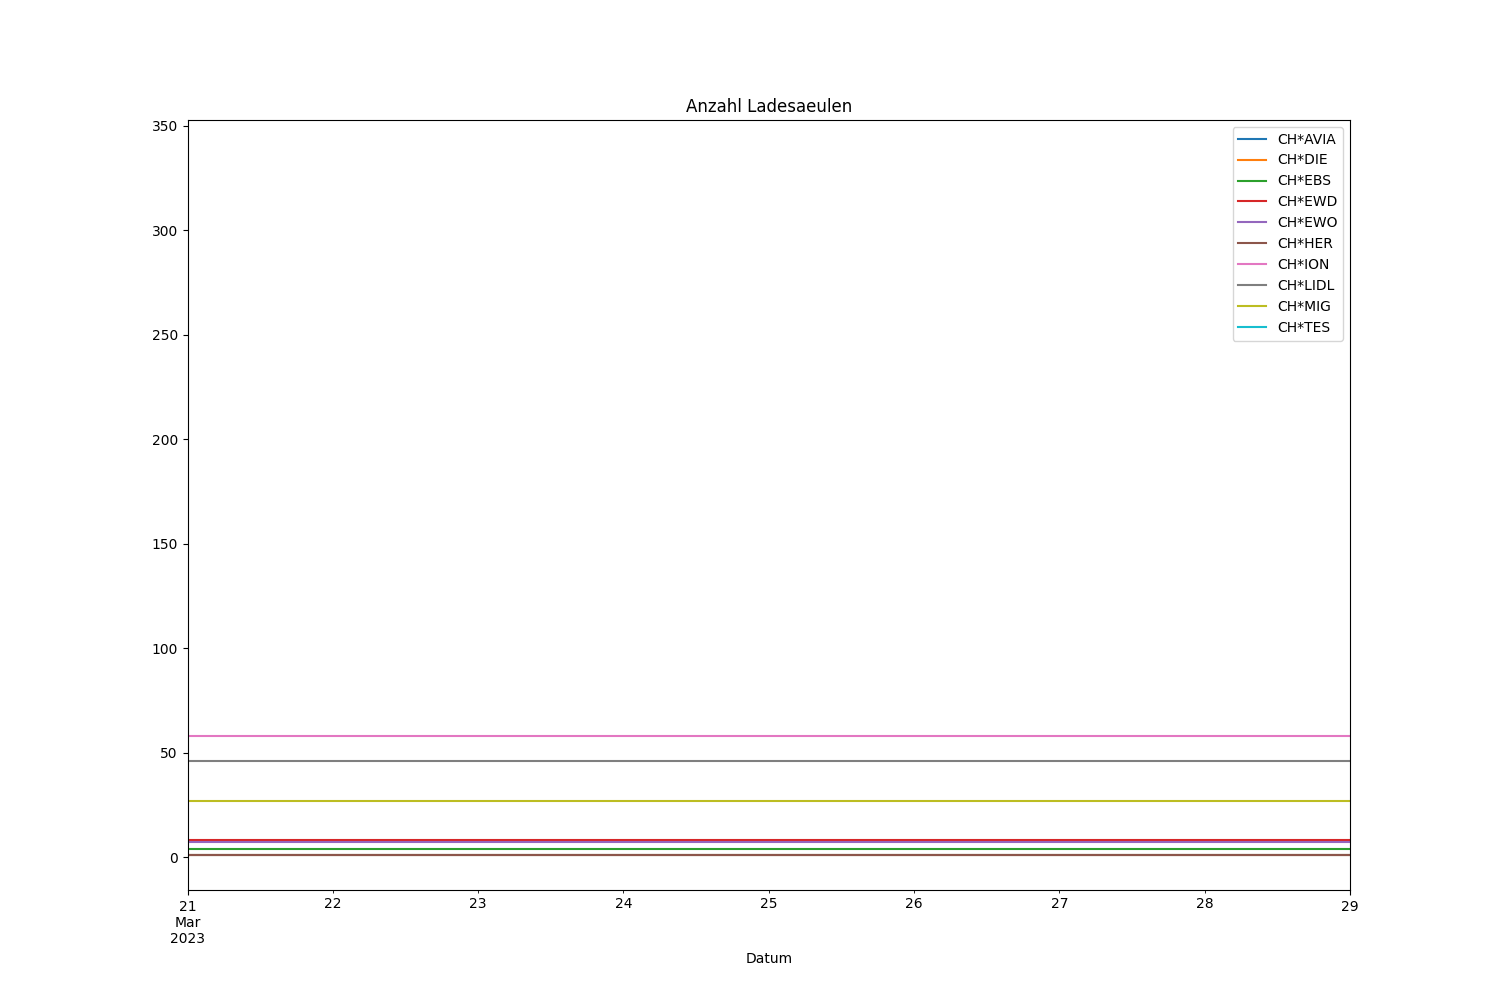 Anzahl Ladesaeulen
350
300
250
200
150
100
50
0
CH*AVIA
CH*DIE
CH*EBS
CH*EWD
CH*EWO
CH*HER
CH*ION
CH*LIDL
CH*MIG
CH*TES
21 22 23 24 25 26 27 28 29
Mar
2023
Datum